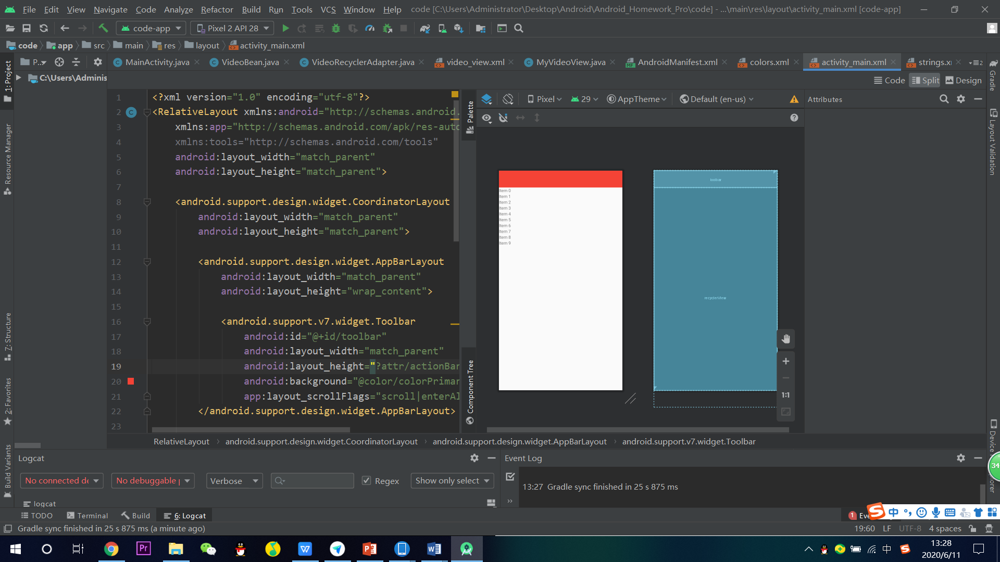 File Edit View Navigate Code Analyze Refactor Build Run Tools VCS Window Help code [C:\Users\Administrator\Desktop\Android\Android_Homework_Pro\code] - ...\main\res\layout\activity_main.xml [code-app]
code-app Pixel 2 API 28
code app src main res layout activity_main.xml
P.. MainActivity.java VideoBean.java VideoRecyclerAdapter.java video_view.xml MyVideoView.java AndroidManifest.xml colors.xml activity_main.xml strings.x 2
C:\Users\Adminis
Code Split Design
Pixel 29 AppTheme Default (en-us) Attributes
1 <?xml version="1.0" encoding="utf-8"?>
2 <RelativeLayout xmlns:android="http://schemas.android.
3 xmlns:app="http://schemas.android.com/apk/res-auto
4 xmlns:tools="http://schemas.android.com/tools"
5 android:layout_width="match_parent"
6 android:layout_height="match_parent">
7
8 <android.support.design.widget.CoordinatorLayout
9 android:layout_width="match_parent"
10 android:layout_height="match_parent">
11
12 <android.support.design.widget.AppBarLayout
13 android:layout_width="match_parent"
14 android:layout_height="wrap_content">
15
16 <android.support.v7.widget.Toolbar
17 android:id="@+id/toolbar"
18 android:layout_width="match_parent"
19 android:layout_height="?attr/actionBar
20 android:background="@color/colorPrimar
21 app:layout_scrollFlags="scroll|enterAl
22 </android.support.design.widget.AppBarLayout>
23
1: Project
Resource Manager
7: Structure
2: Favorites
Build Variants
Palette
Component Tree
Item 0
Item 1
Item 2
Item 3
Item 4
Item 5
Item 6
Item 7
Item 8
Item 9
toolbar
recyclerView
1:1
Gradle
Layout Validation
34
RelativeLayout android.support.design.widget.CoordinatorLayout android.support.design.widget.AppBarLayout android.support.v7.widget.Toolbar
Logcat
No connected de No debuggable p Verbose Regex Show only select
logcat
Event Log
13:27 Gradle sync finished in 25 s 875 ms
TODO Terminal Build 6: Logcat
1 Eve
中
Gradle sync finished in 25 s 875 ms (a minute ago)
19:60 LF UTF-8 4 spaces
中
13:28
2020/6/11